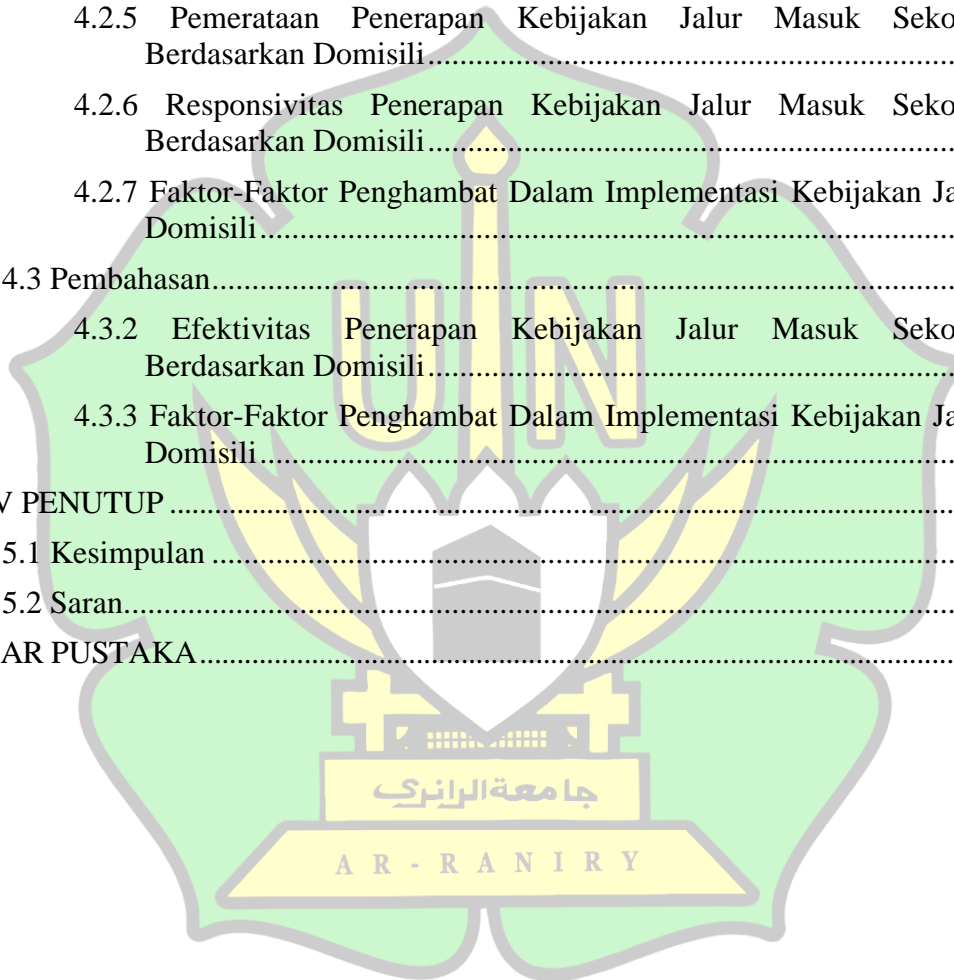 4.2.5 Pemerataan Penerapan Kebijakan Jalur Masuk Seko
Berdasarkan Domisili
4.2.6 Responsivitas Penerapan Kebijakan Jalur Masuk Seko
Berdasarkan Domisili
4.2.7 Faktor-Faktor Penghambat Dalam Implementasi Kebijakan Ja
Domisili
4.3 Pembahasan
4.3.2 Efektivitas Penerapan Kebijakan Jalur Masuk Seko
Berdasarkan Domisili
4.3.3 Faktor-Faktor Penghambat Dalam Implementasi Kebijakan Ja
Domisili
V PENUTUP
5.1 Kesimpulan
5.2 Saran
AR PUSTAKA
UIN
جامعةالرانري
AR-RANIRY